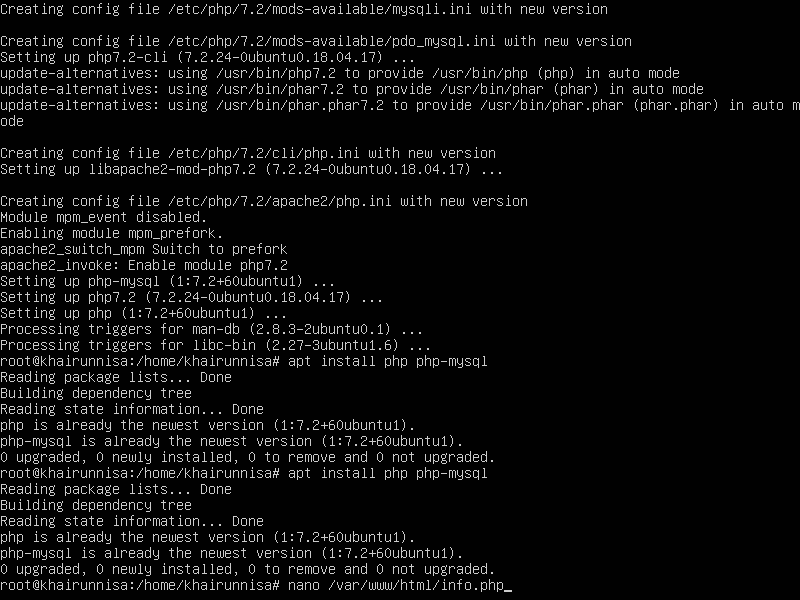 Creating config file /etc/php/7.2/mods-available/mysqli.ini with new version
Creating config file /etc/php/7.2/mods-available/pdo_mysql.ini with new version
Setting up php7.2-cli (7.2.24-0ubuntu0.18.04.17) ...
update-alternatives: using /usr/bin/php7.2 to provide /usr/bin/php (php) in auto mode
update-alternatives: using /usr/bin/phar7.2 to provide /usr/bin/phar (phar) in auto mode
update-alternatives: using /usr/bin/phar.phar7.2 to provide /usr/bin/phar.phar (phar.phar) in auto m
ode
Creating config file /etc/php/7.2/cli/php.ini with new version
Setting up libapache2-mod-php7.2 (7.2.24-0ubuntu0.18.04.17) ...
Creating config file /etc/php/7.2/apache2/php.ini with new version
Module mpm_event disabled.
Enabling module mpm_prefork.
apache2_switch_mpm Switch to prefork
apache2_invoke: Enable module php7.2
Setting up php-mysql (1:7.2+60ubuntu1) ...
Setting up php7.2 (7.2.24-0ubuntu0.18.04.17) ...
Setting up php (1:7.2+60ubuntu1) ...
Processing triggers for man-db (2.8.3-2ubuntu0.1) ...
Processing triggers for libc-bin (2.27-3ubuntu1.6) ...
root@khairunnisa:/home/khairunnisa# apt install php php-mysql
Reading package lists... Done
Building dependency tree
Reading state information... Done
php is already the newest version (1:7.2+60ubuntu1).
php-mysql is already the newest version (1:7.2+60ubuntu1).
0 upgraded, 0 newly installed, 0 to remove and 0 not upgraded.
root@khairunnisa:/home/khairunnisa# apt install php php-mysql
Reading package lists... Done
Building dependency tree
Reading state information... Done
php is already the newest version (1:7.2+60ubuntu1).
php-mysql is already the newest version (1:7.2+60ubuntu1).
0 upgraded, 0 newly installed, 0 to remove and 0 not upgraded.
root@khairunnisa:/home/khairunnisa# nano /var/www/html/info.php_